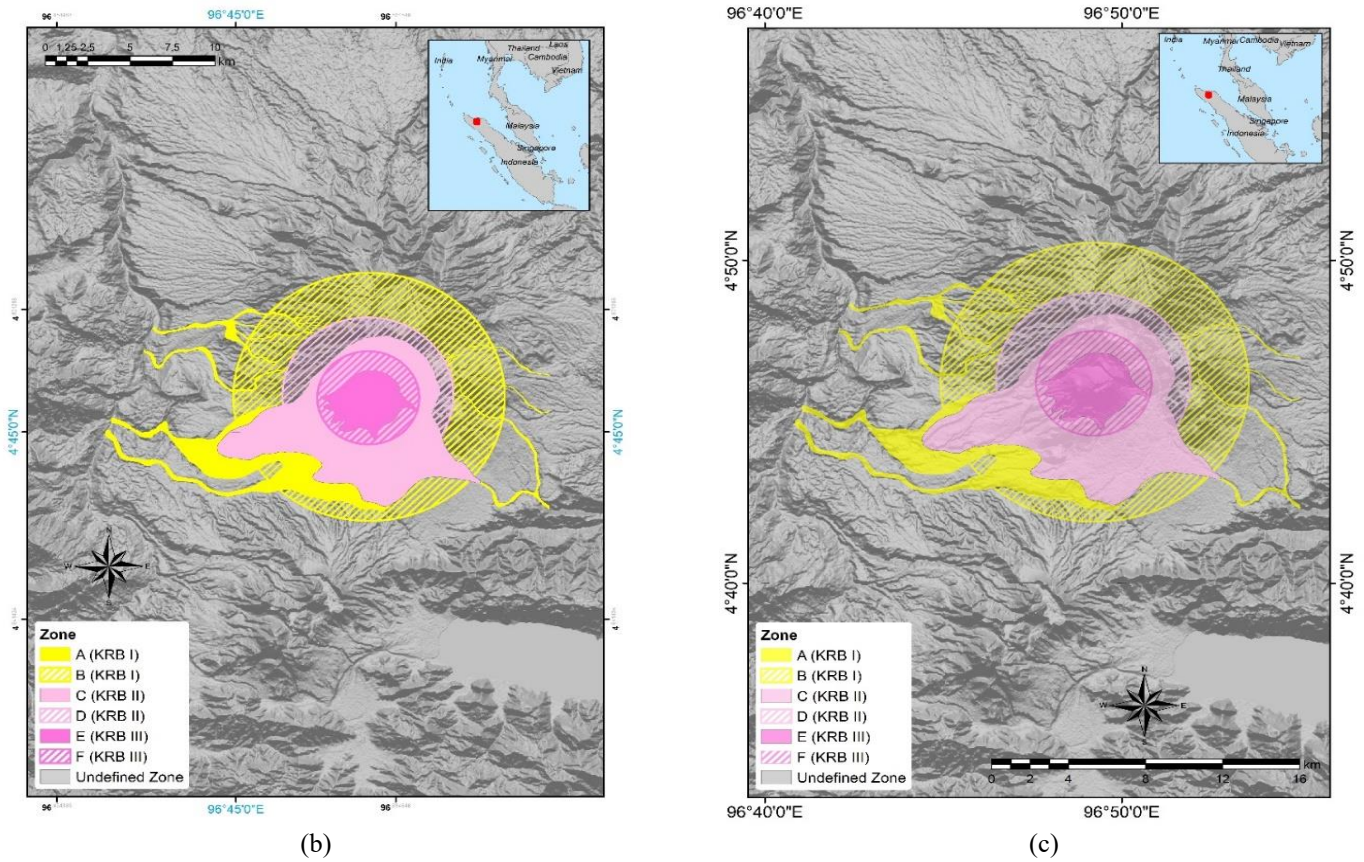 96°45'0"E
0 1.25 2.5 5 7.5 10
km
India
Myanmar
Thailand
Laos
Cambodia
Vietnam
Malaysia
Singapore
Indonesia
4°45'0"N
4°45'0"N
N
W E
S
Zone
A (KRB I)
B (KRB I)
C (KRB II)
D (KRB II)
E (KRB III)
F (KRB III)
Undefined Zone
96°45'0"E
(b)
96°40'0"E 96°50'0"E
India
Myanmar
Cambodia
Vietnam
Thailand
Malaysia
Singapore
Indonesia
4°50'0"N
4°50'0"N
4°40'0"N
4°40'0"N
Zone
A (KRB I)
B (KRB I)
C (KRB II)
D (KRB II)
E (KRB III)
F (KRB III)
Undefined Zone
N
W E
S
km
0 2 4 8 12 16
96°40'0"E 96°50'0"E
(c)